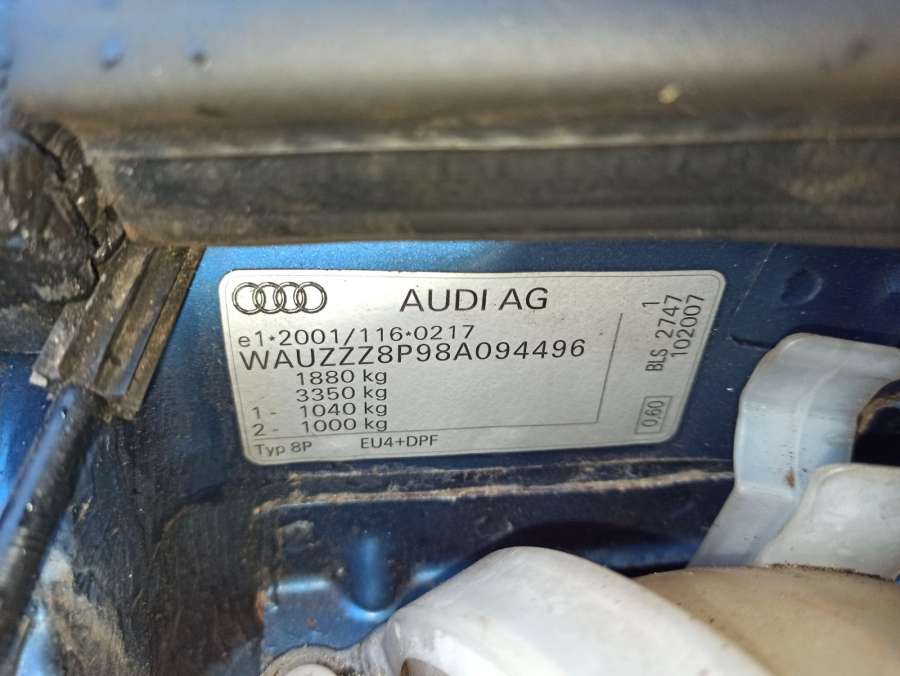 AUDI AG
e1*2001/116*0217
WAUZZZ8P98A094496
1880 kg
- 3350 kg
1 - 1040 kg
2 - 1000 kg
Typ 8P EU4+DPF
1
BLS 2747
102007
0.60